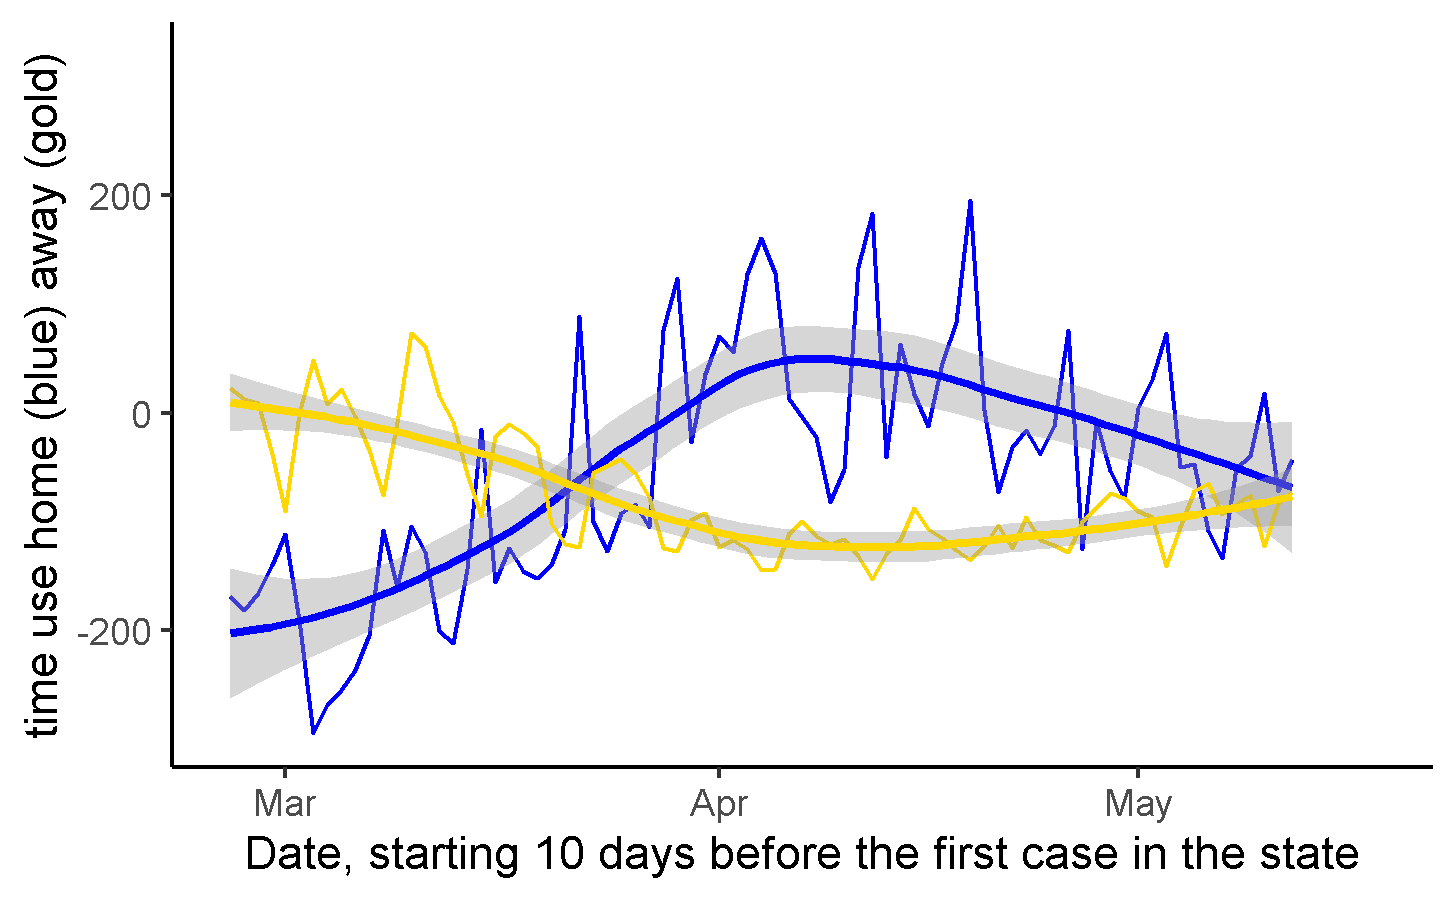 time use home (blue) away (gold)
200
0
-200
Mar
Apr
May
Date, starting 10 days before the first case in the state